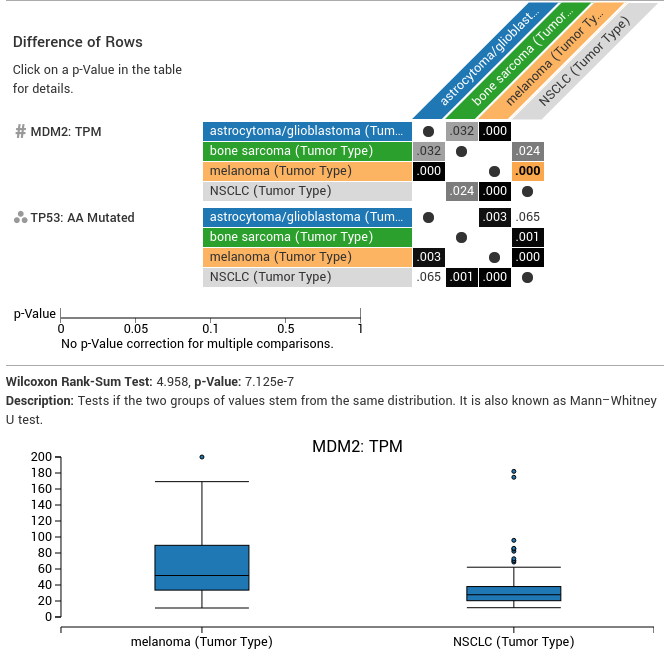 Difference of Rows
Click on a p-Value in the table
for details.
astrocytoma/glioblast...
bone sarcoma (Tumor...
melanoma (Tumor Ty...
NSCLC (Tumor Type)
# MDM2: TPM
astrocytoma/glioblastoma (Tum... .032 .000
bone sarcoma (Tumor Type) .032 .024
melanoma (Tumor Type) .000 .000
NSCLC (Tumor Type) .024 .000
TP53: AA Mutated
astrocytoma/glioblastoma (Tum... .003 .065
bone sarcoma (Tumor Type) .001
melanoma (Tumor Type) .003 .000
NSCLC (Tumor Type) .065 .001 .000
p-Value
0 0.05 0.1 0.5 1
No p-Value correction for multiple comparisons.
Wilcoxon Rank-Sum Test: 4.958, p-Value: 7.125e-7
Description: Tests if the two groups of values stem from the same distribution. It is also known as Mann–Whitney
U test.
MDM2: TPM
200
180
160
140
120
100
80
60
40
20
0
melanoma (Tumor Type) NSCLC (Tumor Type)